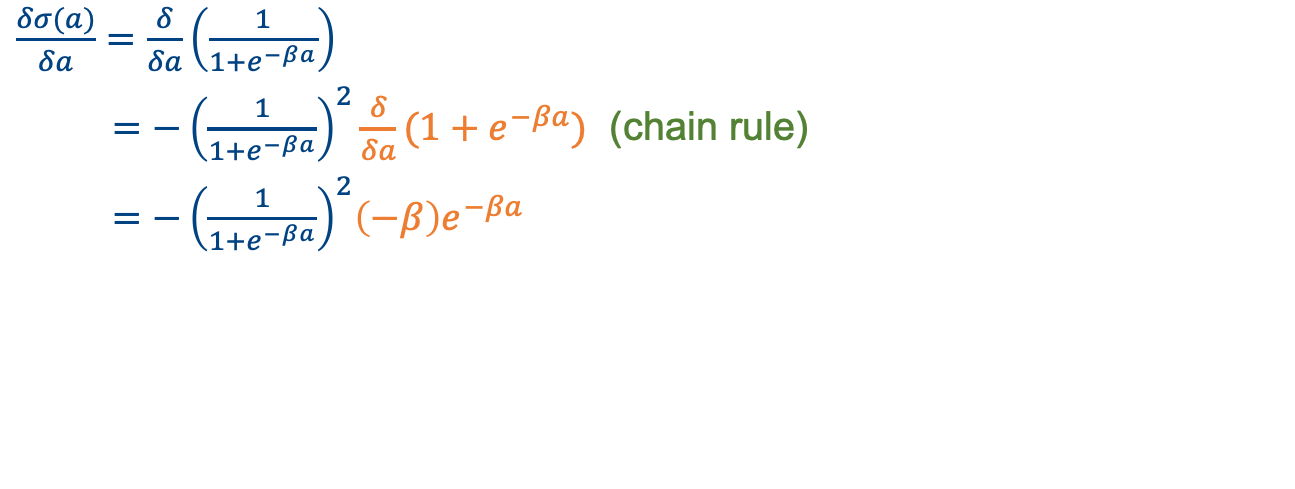 δσ(a)/δa = δ/δa (1/(1+e^{−βa}))
= −(1/(1+e^{−βa}))² δ/δa (1 + e^{−βa}) (chain rule)
= −(1/(1+e^{−βa}))² (−β)e^{−βa}